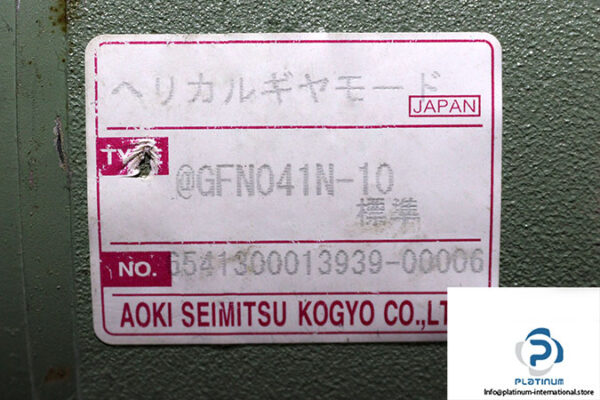 ヘリカルギヤモード
JAPAN
TYPE
@GFN041N-10
標準
NO. 6541300013939-00006
AOKI SEIMITSU KOGYO CO.,LT
PLATINUM
Info@platinum-international.store